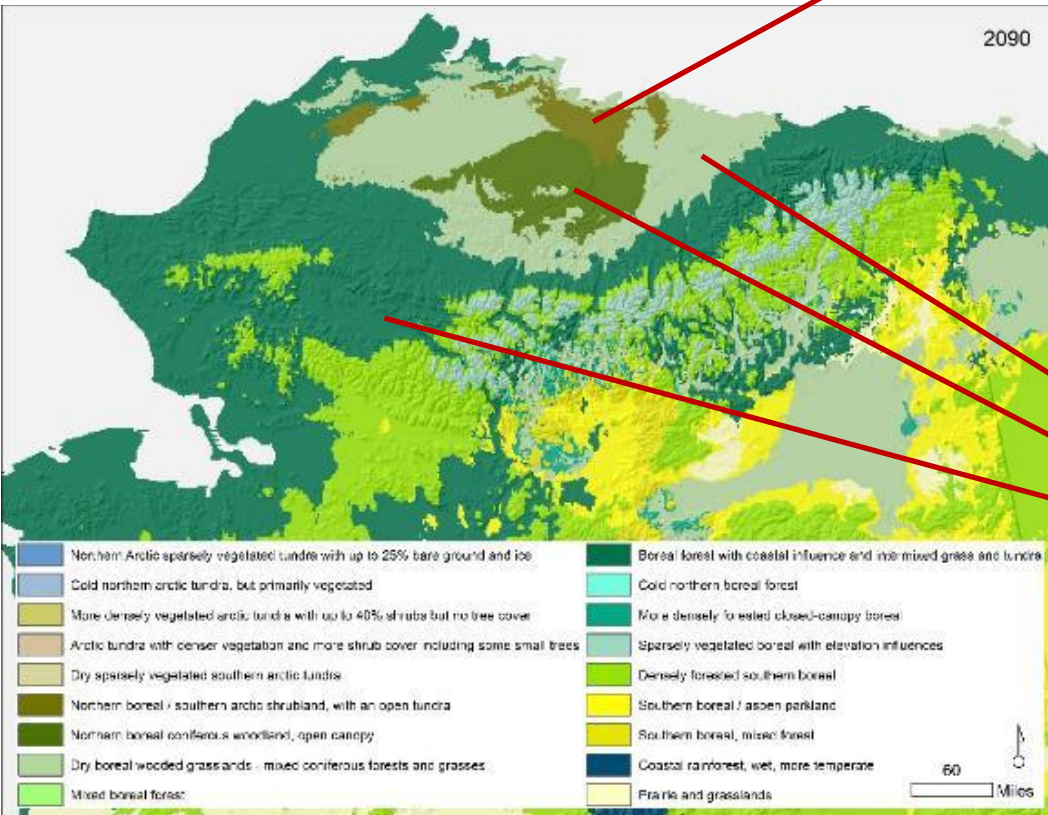 2090
Northern Arctic sparsely vegetated tundra with up to 25% bare ground and ice
Cold northern arctic tundra, but primarily vegetated
More densely vegetated arctic tundra with up to 40% shrubs but no tree cover
Arctic tundra with denser vegetation and more shrub cover including some small trees
Dry sparsely vegetated southern arctic tundra
Northern boreal / southern arctic shrubland, with an open tundra
Northern boreal coniferous woodland, open canopy
Dry boreal wooded grasslands - mixed coniferous forests and grasses
Mixed boreal forest
Boreal forest with coastal influence and intermixed grass and tundra
Cold northern boreal forest
More densely forested closed-canopy boreal
Sparsely vegetated boreal with elevation influences
Densely forested southern boreal
Southern boreal / aspen parkland
Southern boreal, mixed forest
Coastal rainforest, wet, more temperate
Prairie and grasslands
60
Miles